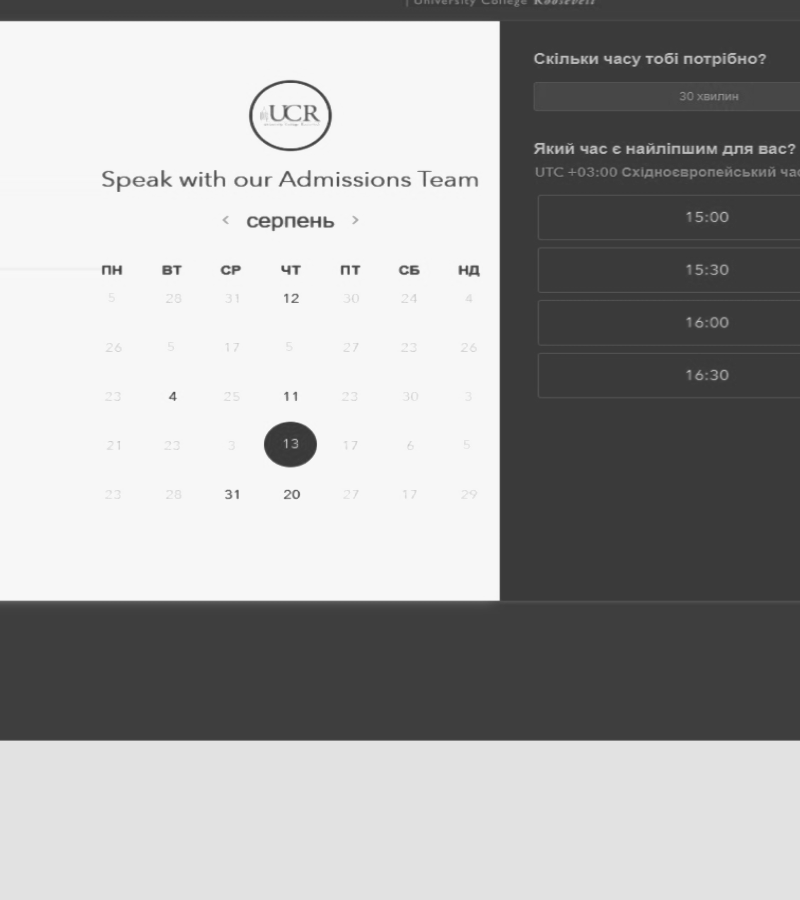 | University College Roosevelt
UCR
Speak with our Admissions Team
< серпень >
ПН ВТ СР ЧТ ПТ СБ НД
5 28 31 12 30 24 4
26 5 17 5 27 23 26
23 4 25 11 23 30 3
21 23 3 13 17 6 5
23 28 31 20 27 17 29
Скільки часу тобі потрібно?
30 хвилин
Який час є найліпшим для вас?
UTC +03:00 Східноєвропейський
15:00
15:30
16:00
16:30